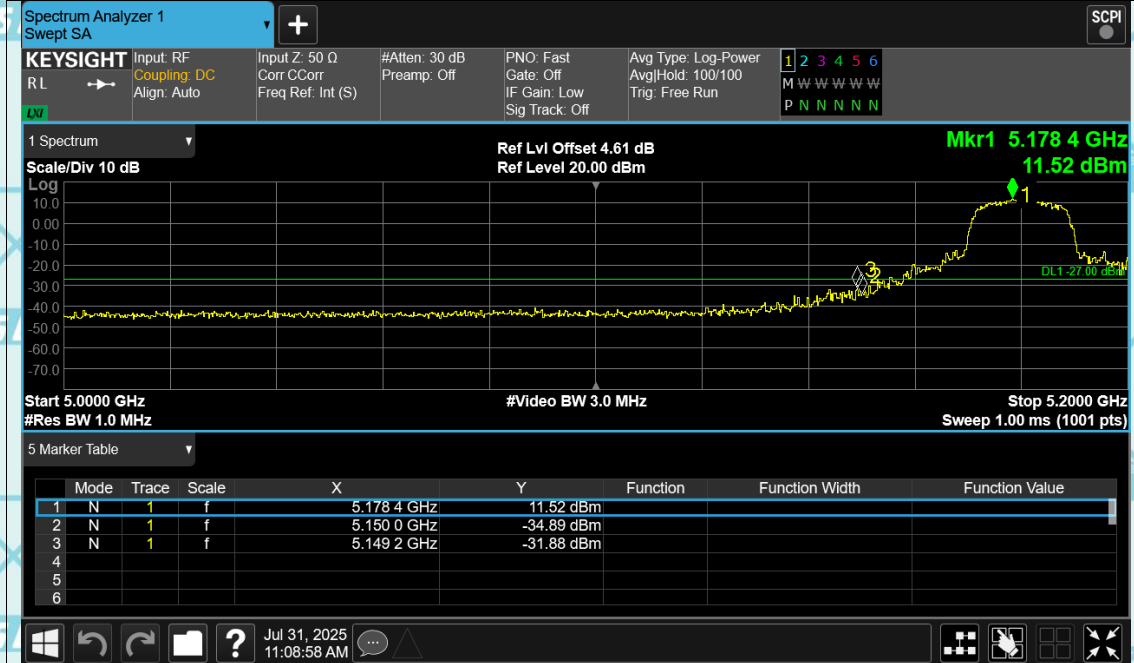 Spectrum Analyzer 1
Swept SA
+
SCPI
KEYSIGHT
RL
LXI
Input: RF
Coupling: DC
Align: Auto
Input Z: 50 Ω
Corr CCorr
Freq Ref: Int (S)
#Atten: 30 dB
Preamp: Off
PNO: Fast
Gate: Off
IF Gain: Low
Sig Track: Off
Avg Type: Log-Power
Avg|Hold: 100/100
Trig: Free Run
1 2 3 4 5 6
M W W W W W
P N N N N N
1 Spectrum
Scale/Div 10 dB
Ref Lvl Offset 4.61 dB
Ref Level 20.00 dBm
Mkr1 5.178 4 GHz
11.52 dBm
Log
10.0
0.00
-10.0
-20.0
-30.0
-40.0
-50.0
-60.0
-70.0
1
3
2
DL1 -27.00 dBm
Start 5.0000 GHz
#Video BW 3.0 MHz
Stop 5.2000 GHz
#Res BW 1.0 MHz
Sweep 1.00 ms (1001 pts)
5 Marker Table
Mode Trace Scale X Y Function Function Width Function Value
1 N 1 f 5.178 4 GHz 11.52 dBm
2 N 1 f 5.150 0 GHz -34.89 dBm
3 N 1 f 5.149 2 GHz -31.88 dBm
4
5
6
?
Jul 31, 2025
11:08:58 AM